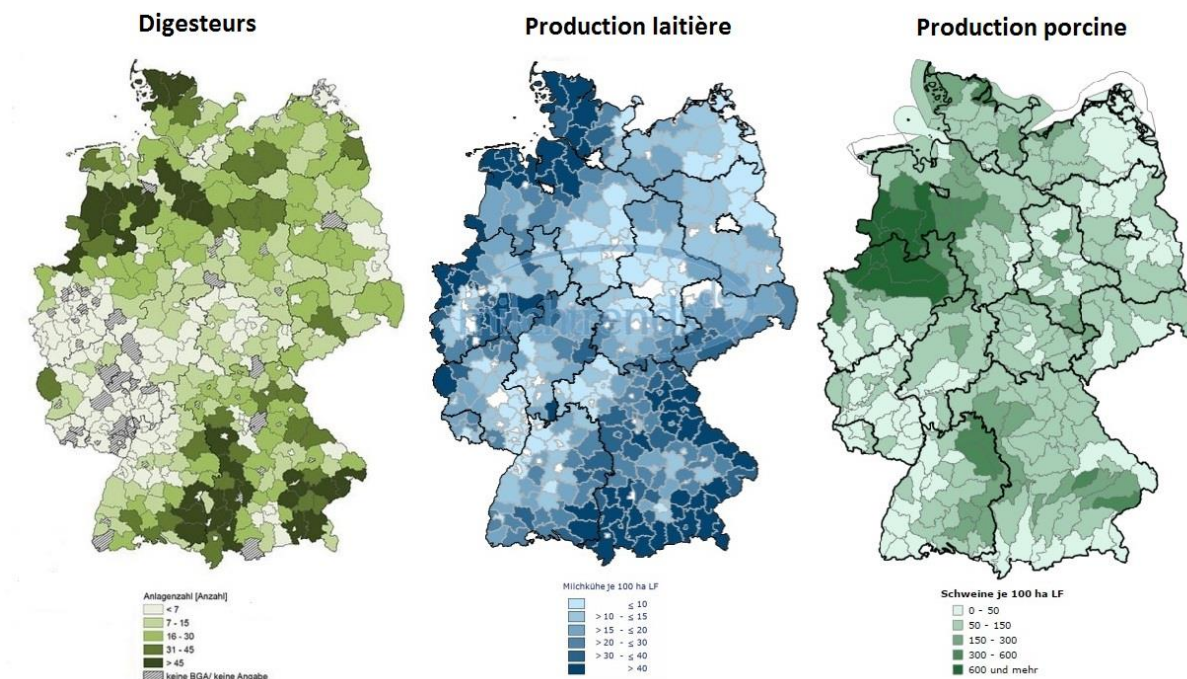 Digesteurs
Production laitière
Production porcine
Anlagenzahl [Anzahl]
< 7
7 - 15
16 - 30
31 - 45
> 45
keine BGA/ keine Angabe
Milchkühe je 100 ha LF
≤ 10
> 10 - ≤ 15
> 15 - ≤ 20
> 20 - ≤ 30
> 30 - ≤ 40
> 40
Schweine je 100 ha LF
0 - 50
50 - 150
150 - 300
300 - 600
600 und mehr